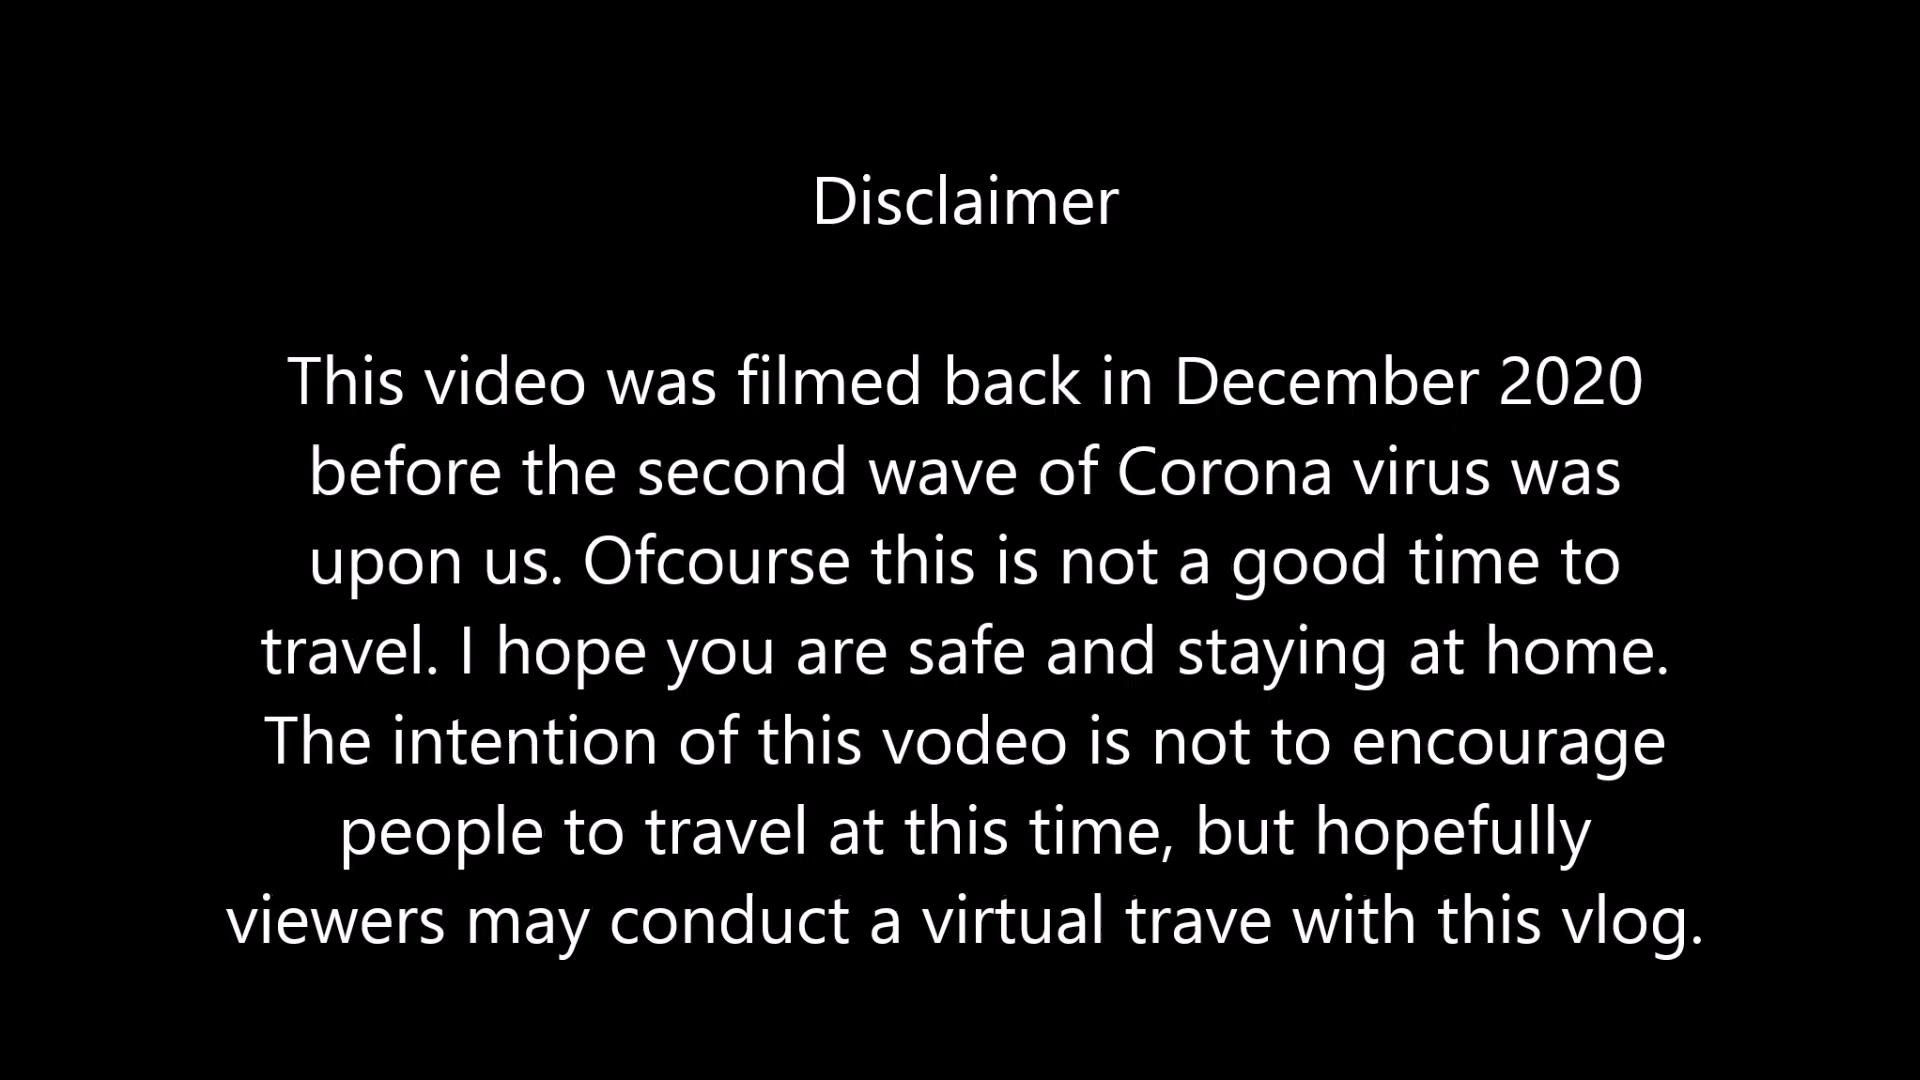 Disclaimer
This video was filmed back in December 2020
before the second wave of Corona virus was
upon us. Ofcourse this is not a good time to
travel. I hope you are safe and staying at home.
The intention of this vodeo is not to encourage
people to travel at this time, but hopefully
viewers may conduct a virtual trave with this vlog.